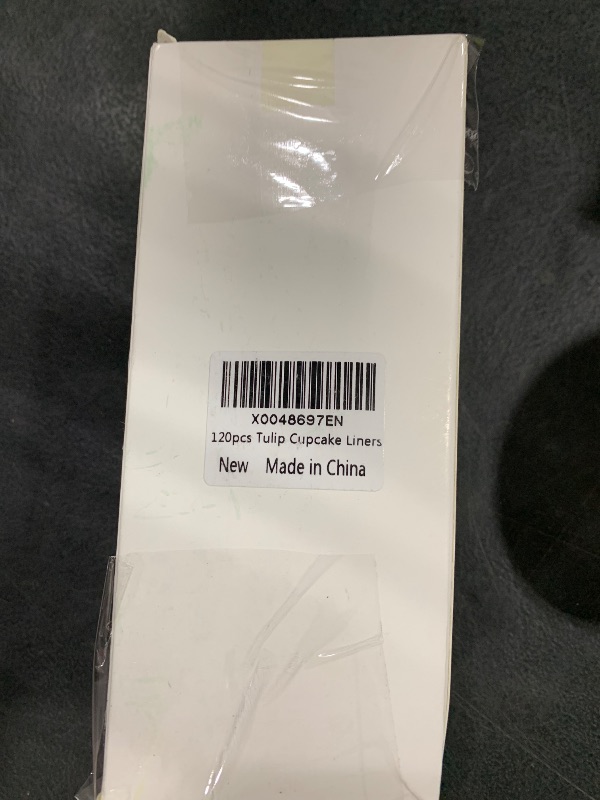 X0048697EN
120pcs Tulip Cupcake Liners
New Made in China